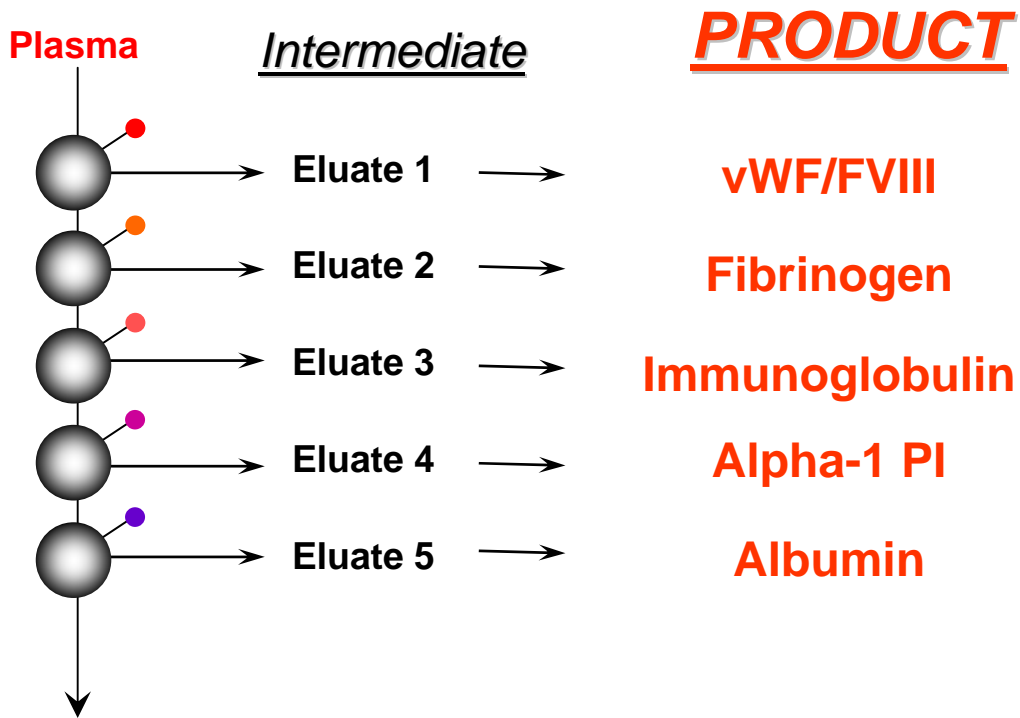 Plasma
Intermediate
PRODUCT
Eluate 1
vWF/FVIII
Eluate 2
Fibrinogen
Eluate 3
Immunoglobulin
Eluate 4
Alpha-1 PI
Eluate 5
Albumin